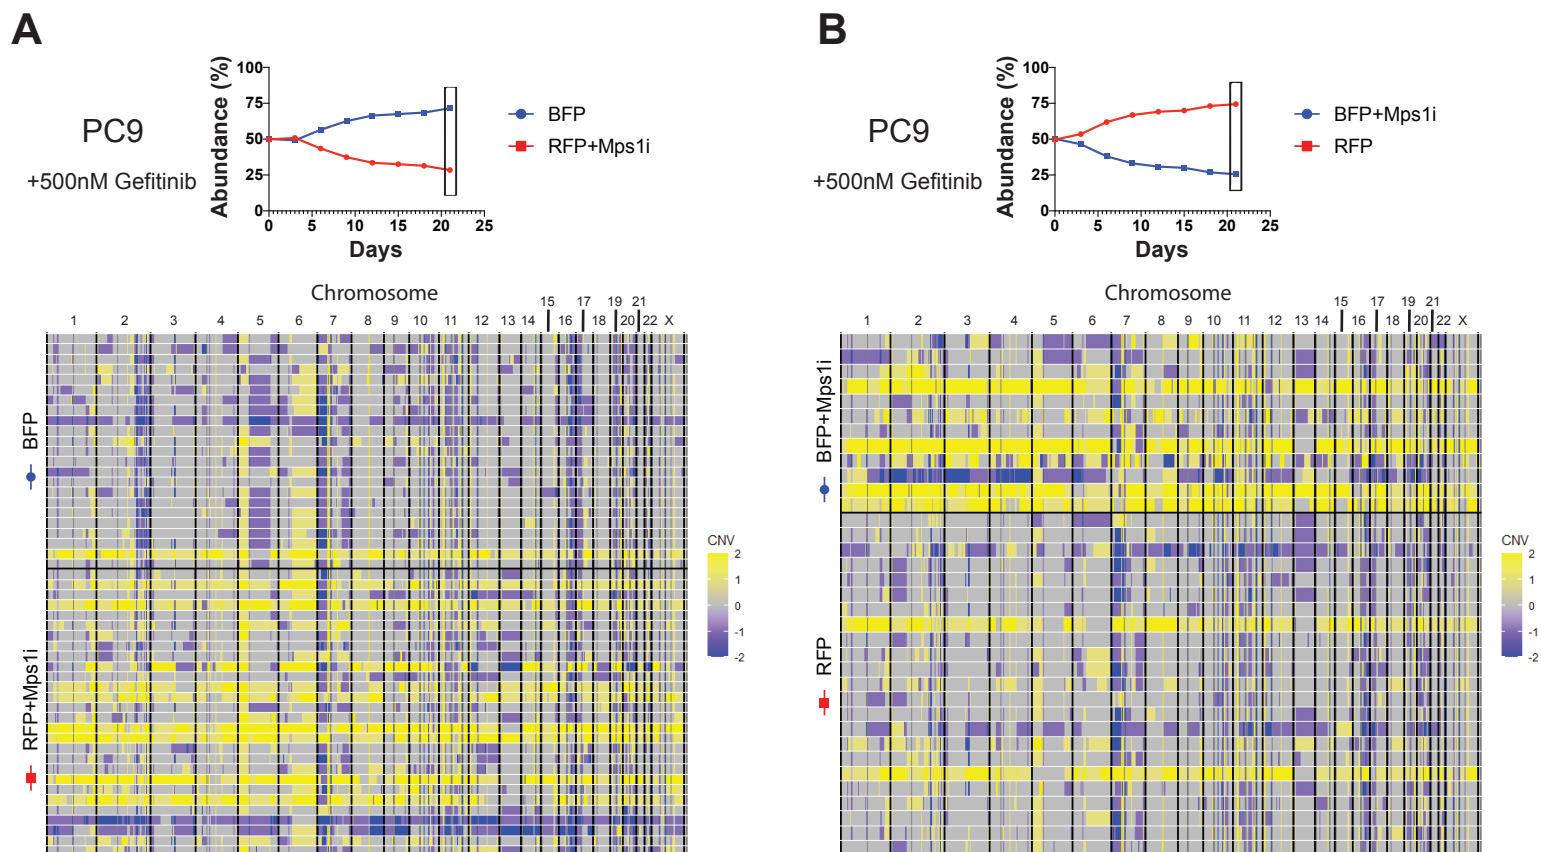 A
PC9
+500nM Gefitinib
Abundance (%)
100
75
50
25
0
0 5 10 15 20 25
Days
BFP
RFP+Mps1i
Chromosome
15 17 19 21
1 2 3 4 5 6 7 8 9 10 11 12 13 14 16 18 20 22 X
BFP
RFP+Mps1i
CNV
2
1
0
-1
-2
B
PC9
+500nM Gefitinib
Abundance (%)
100
75
50
25
0
0 5 10 15 20 25
Days
BFP+Mps1i
RFP
Chromosome
15 17 19 21
1 2 3 4 5 6 7 8 9 10 11 12 13 14 16 18 20 22 X
BFP+Mps1i
RFP
CNV
2
1
0
-1
-2